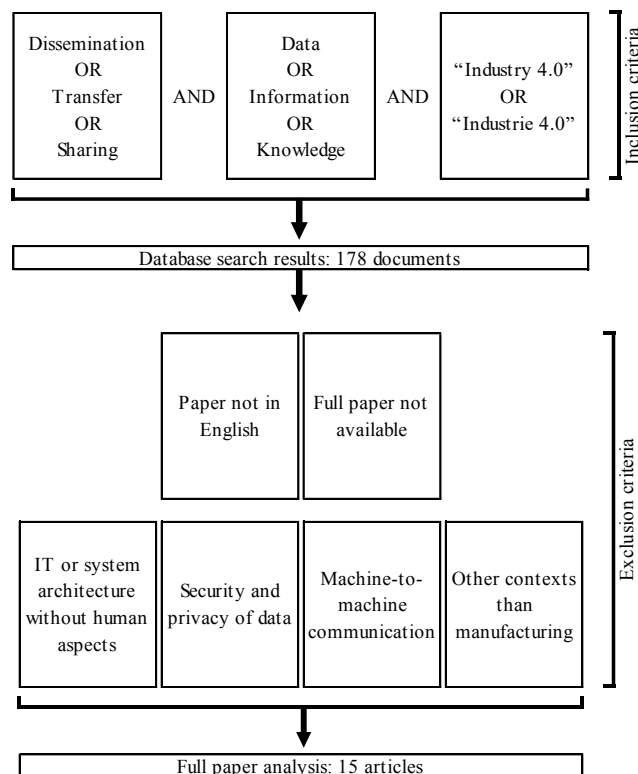 Dissemination
OR
Transfer
OR
Sharing
AND
Data
OR
Information
OR
Knowledge
AND
“Industry 4.0”
OR
“Industrie 4.0”
Inclusion criteria
Database search results: 178 documents
Paper not in
English
Full paper not
available
IT or system
architecture
without human
aspects
Security and
privacy of data
Machine-to-
machine
communication
Other contexts
than
manufacturing
Exclusion criteria
Full paper analysis: 15 articles